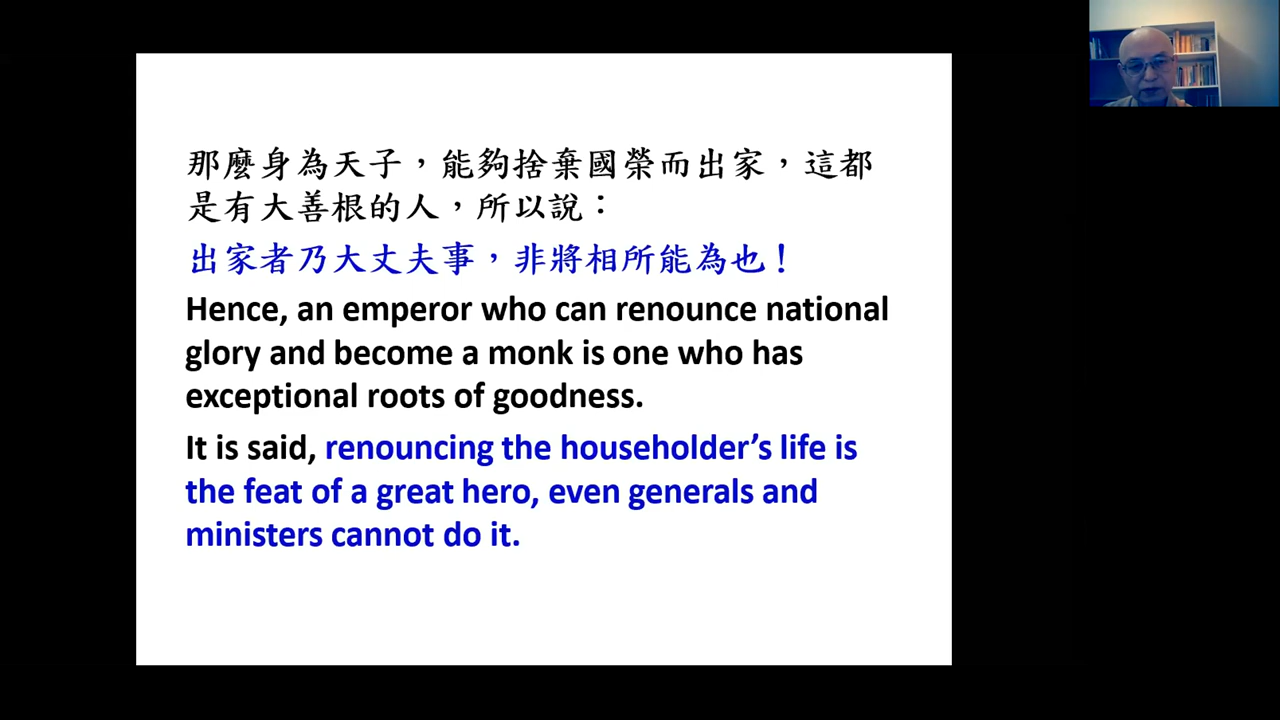 那麼身為天子，能夠捨棄國榮而出家，這都
是有大善根的人，所以說：
出家者乃大丈夫事，非將相所能為也！
Hence, an emperor who can renounce national
glory and become a monk is one who has
exceptional roots of goodness.
It is said, renouncing the householder’s life is
the feat of a great hero, even generals and
ministers cannot do it.